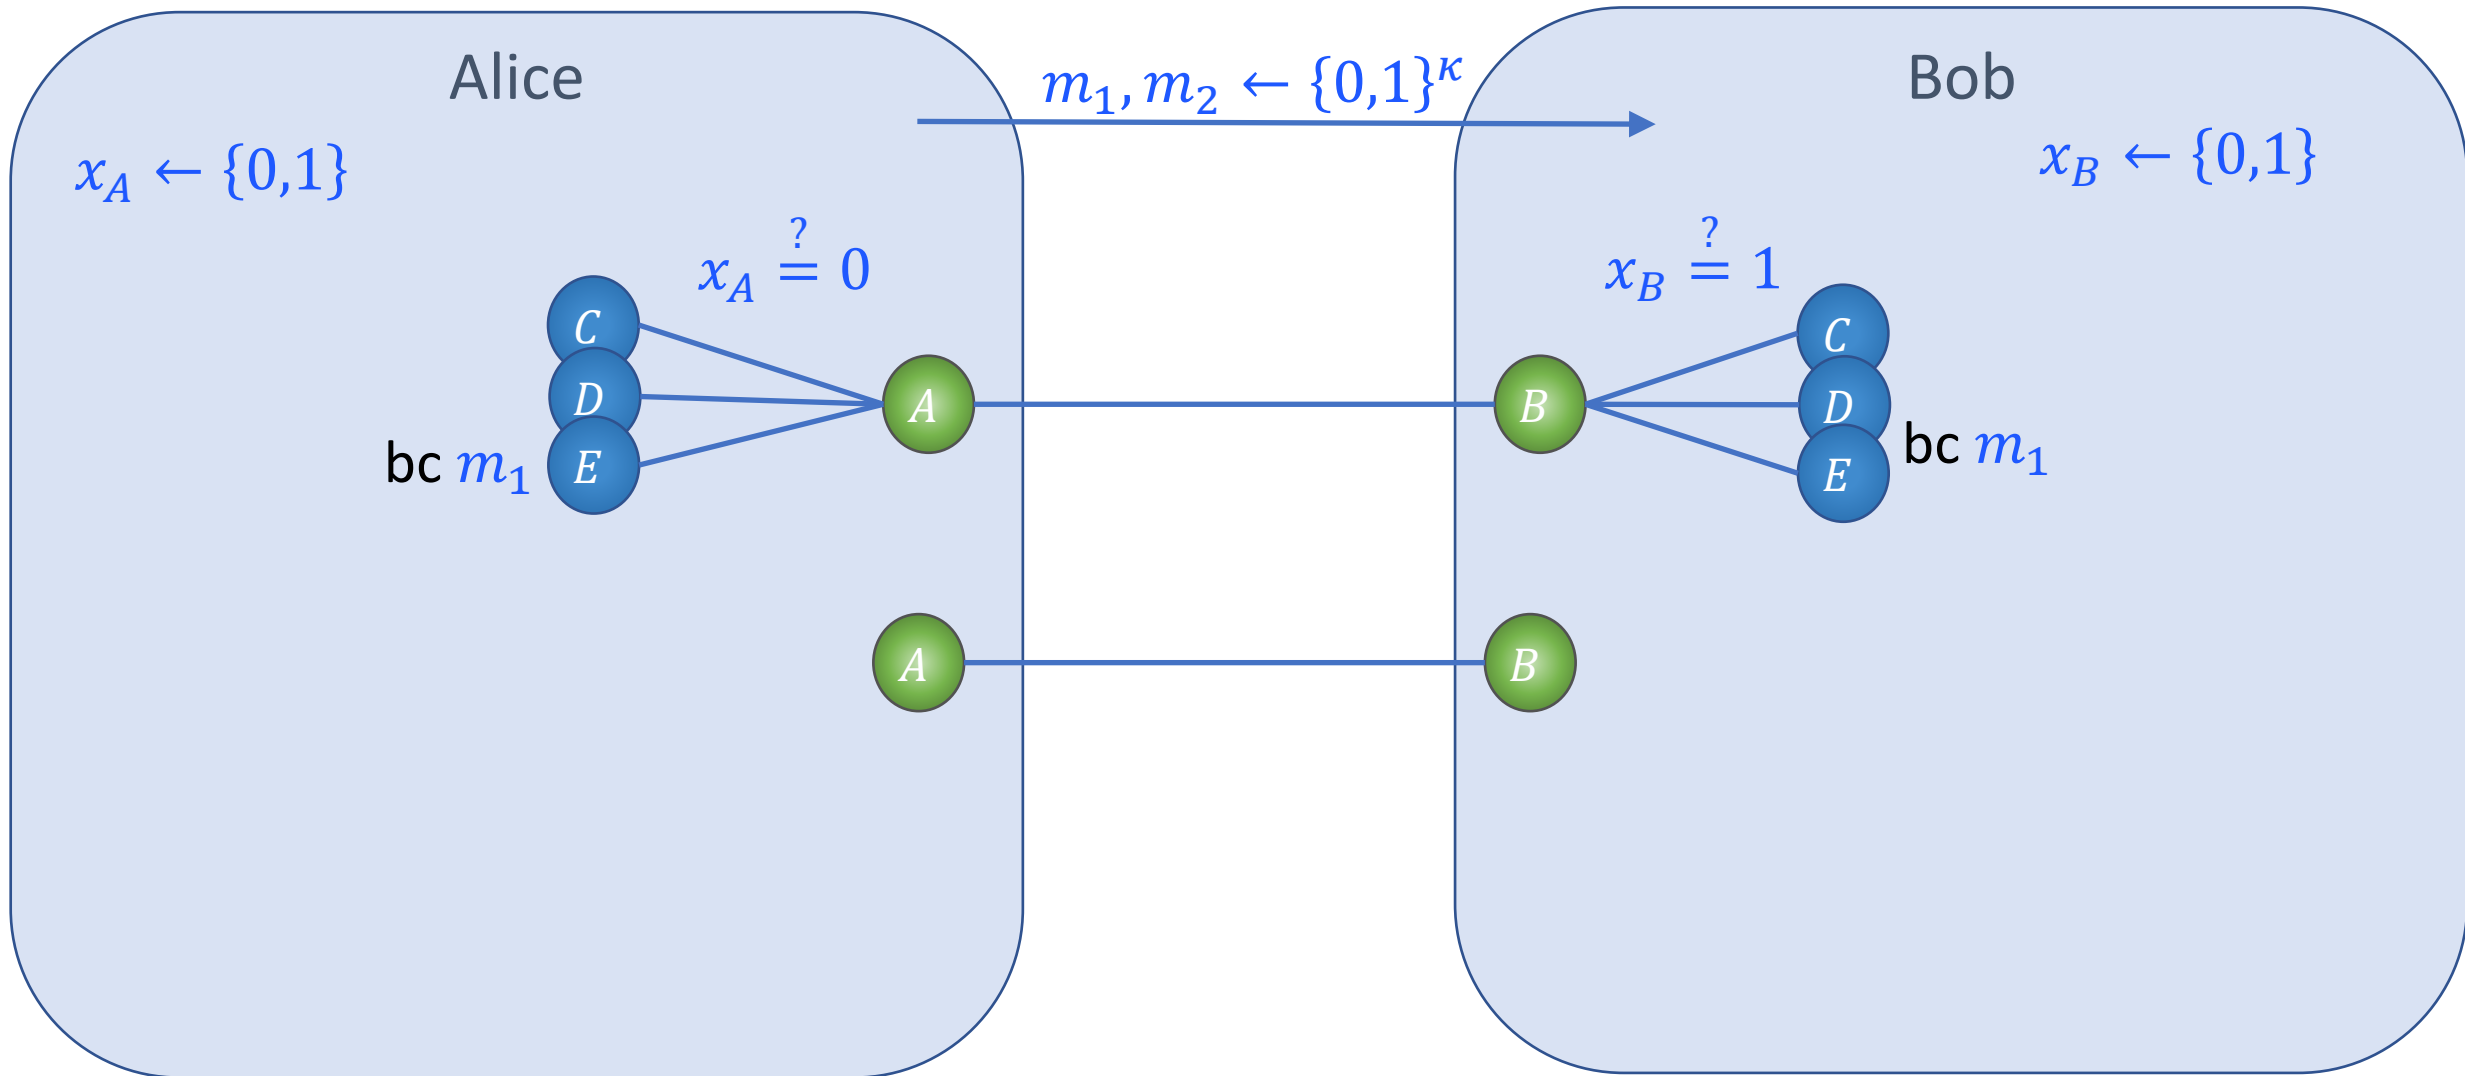 Alice
m₁, m₂ ← {0,1}^κ
Bob
x_A ← {0,1}
x_B ← {0,1}
x_A ≟ 0
x_B ≟ 1
C
D
E
bc m₁
A
B
C
D
E
bc m₁
A
B